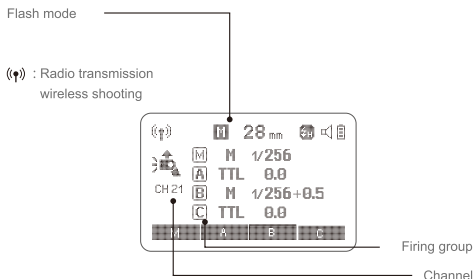 Flash mode
: Radio transmission
wireless shooting
M 28 mm
M M 1/256
A TTL 0.0
CH 21 B M 1/256+0.5
C TTL 0.0
M A B C
Firing group
Channel